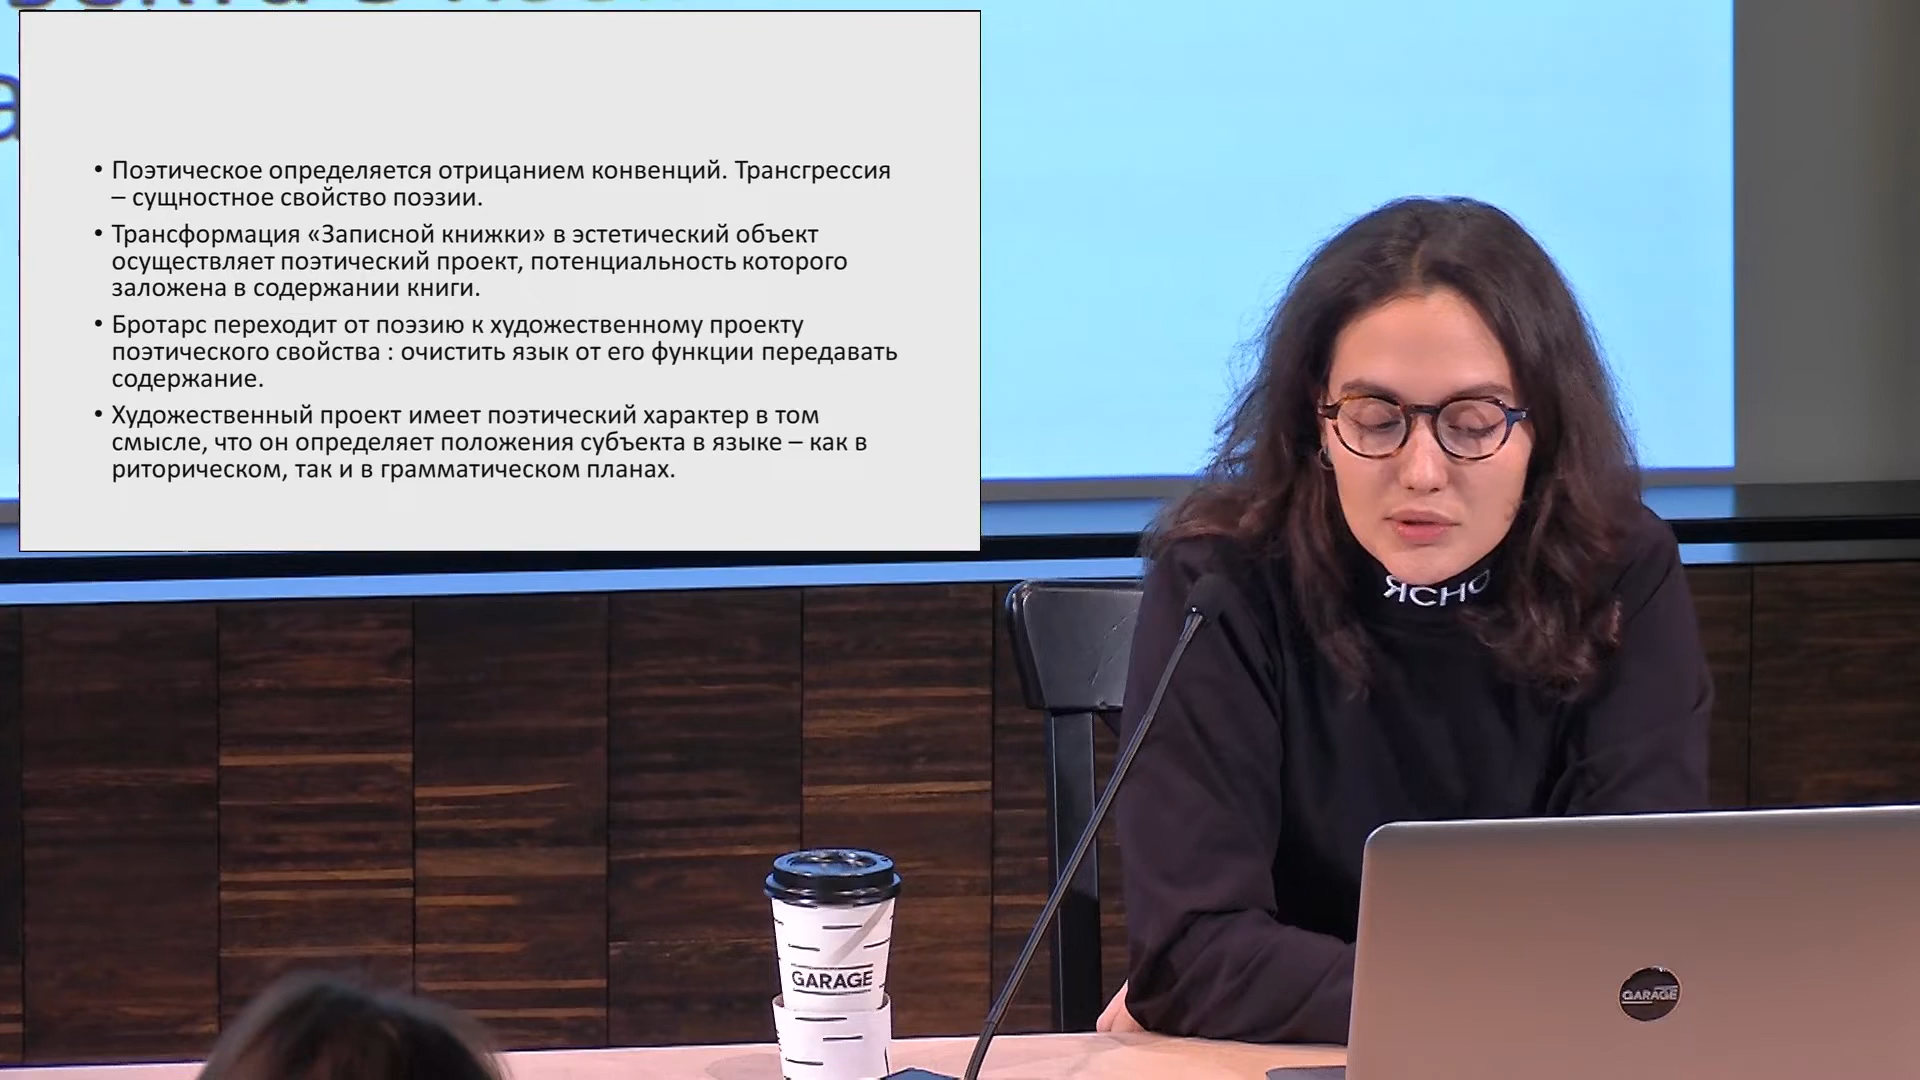 • Поэтическое определяется отрицанием конвенций. Трансгрессия
– сущностное свойство поэзии.
• Трансформация «Записной книжки» в эстетический объект
осуществляет поэтический проект, потенциальность которого
заложена в содержании книги.
• Бротарс переходит от поэзию к художественному проекту
поэтического свойства : очистить язык от его функции передавать
содержание.
• Художественный проект имеет поэтический характер в том
смысле, что он определяет положения субъекта в языке – как в
риторическом, так и в грамматическом планах.
ЯСНО
GARAGE
GARAGE